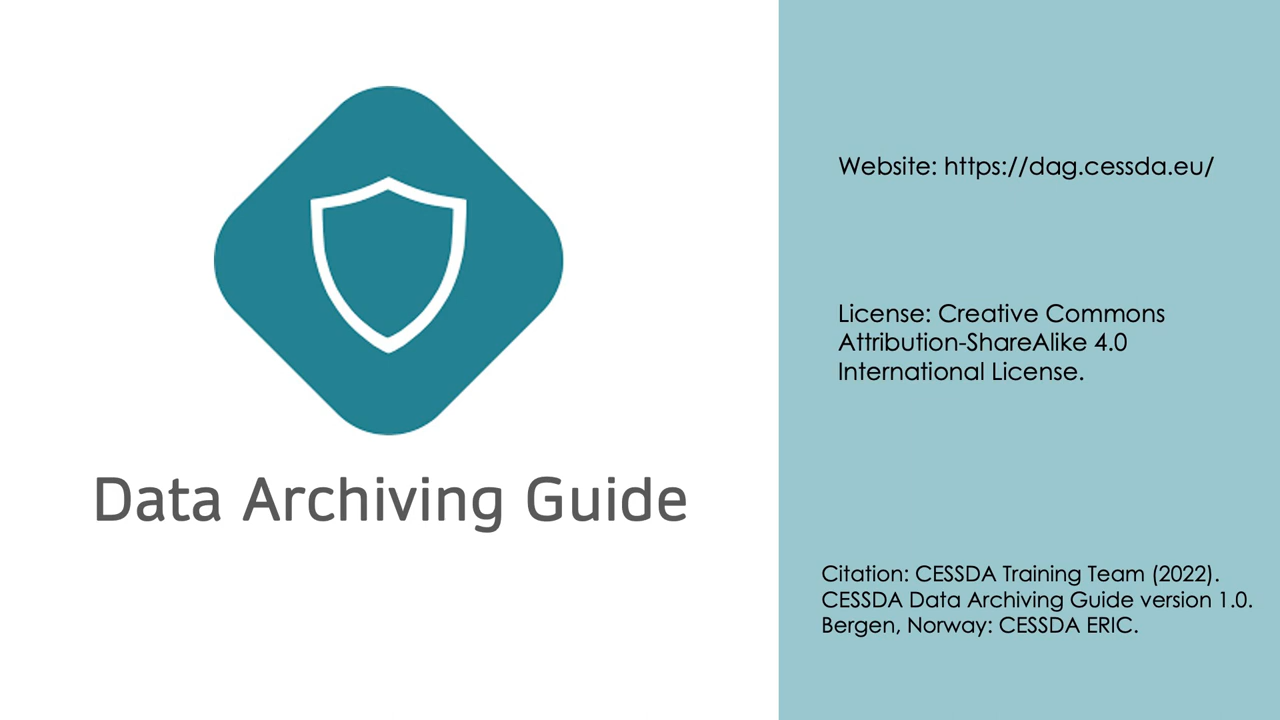 Data Archiving Guide
Website: https://dag.cessda.eu/
License: Creative Commons
Attribution-ShareAlike 4.0
International License.
Citation: CESSDA Training Team (2022).
CESSDA Data Archiving Guide version 1.0.
Bergen, Norway: CESSDA ERIC.